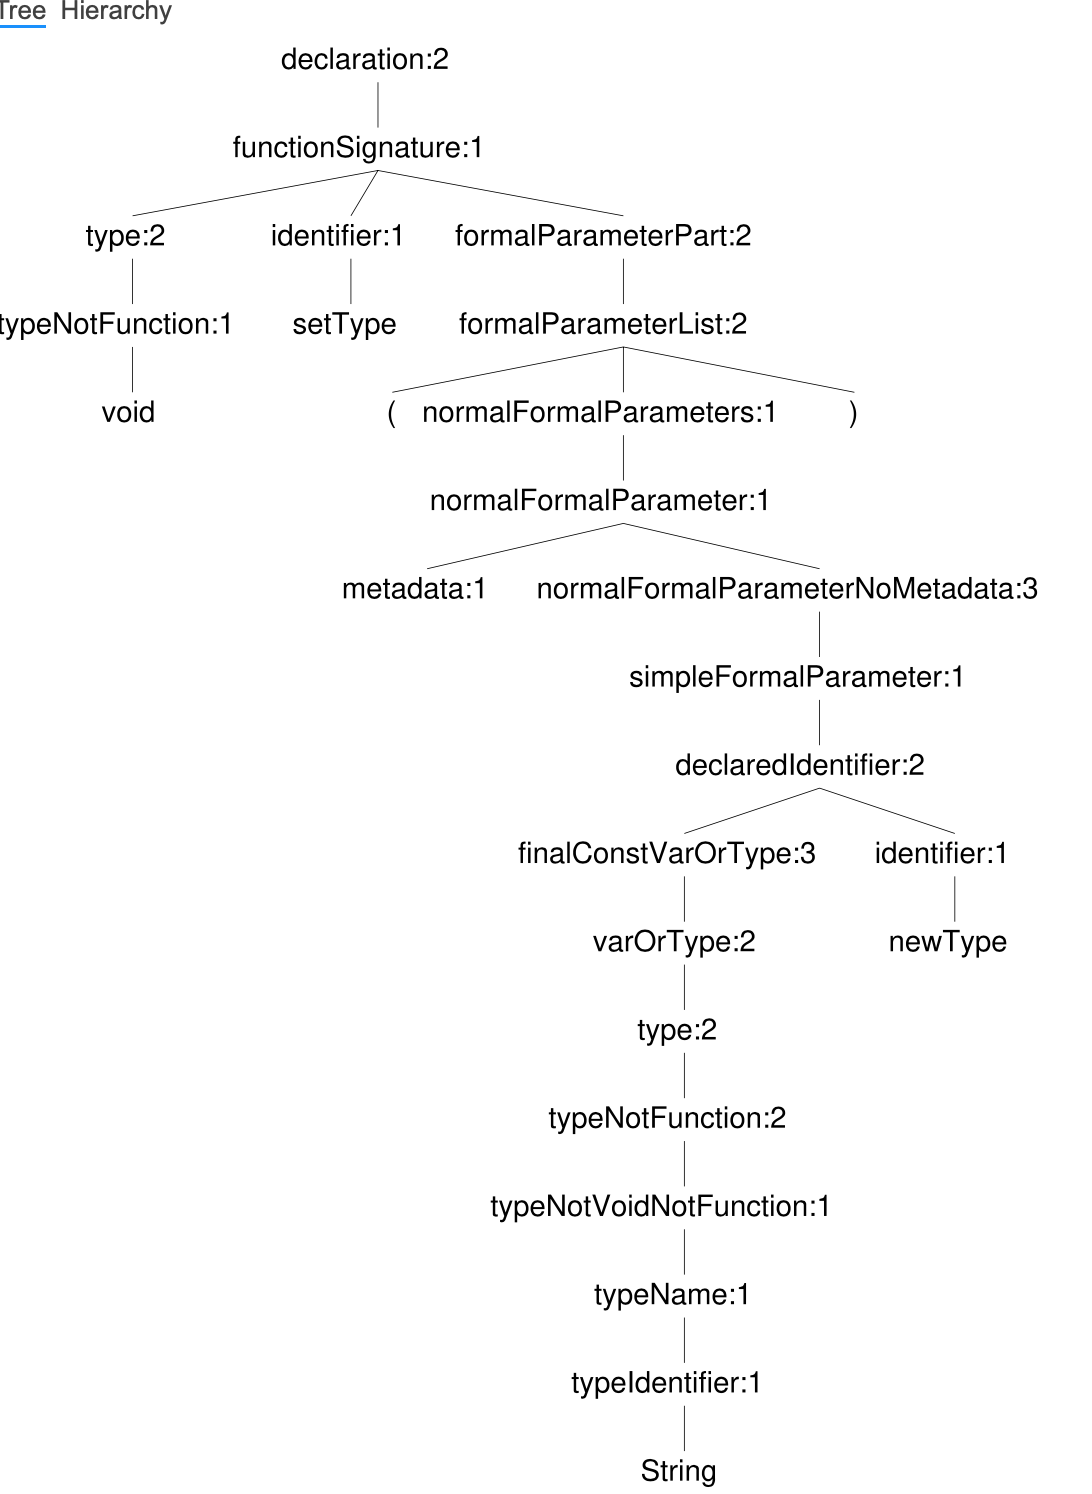 Tree Hierarchy
declaration:2
functionSignature:1
type:2 identifier:1 formalParameterPart:2
typeNotFunction:1 setType formalParameterList:2
void ( normalFormalParameters:1 )
normalFormalParameter:1
metadata:1 normalFormalParameterNoMetadata:3
simpleFormalParameter:1
declaredIdentifier:2
finalConstVarOrType:3 identifier:1
varOrType:2 newType
type:2
typeNotFunction:2
typeNotVoidNotFunction:1
typeName:1
typeIdentifier:1
String